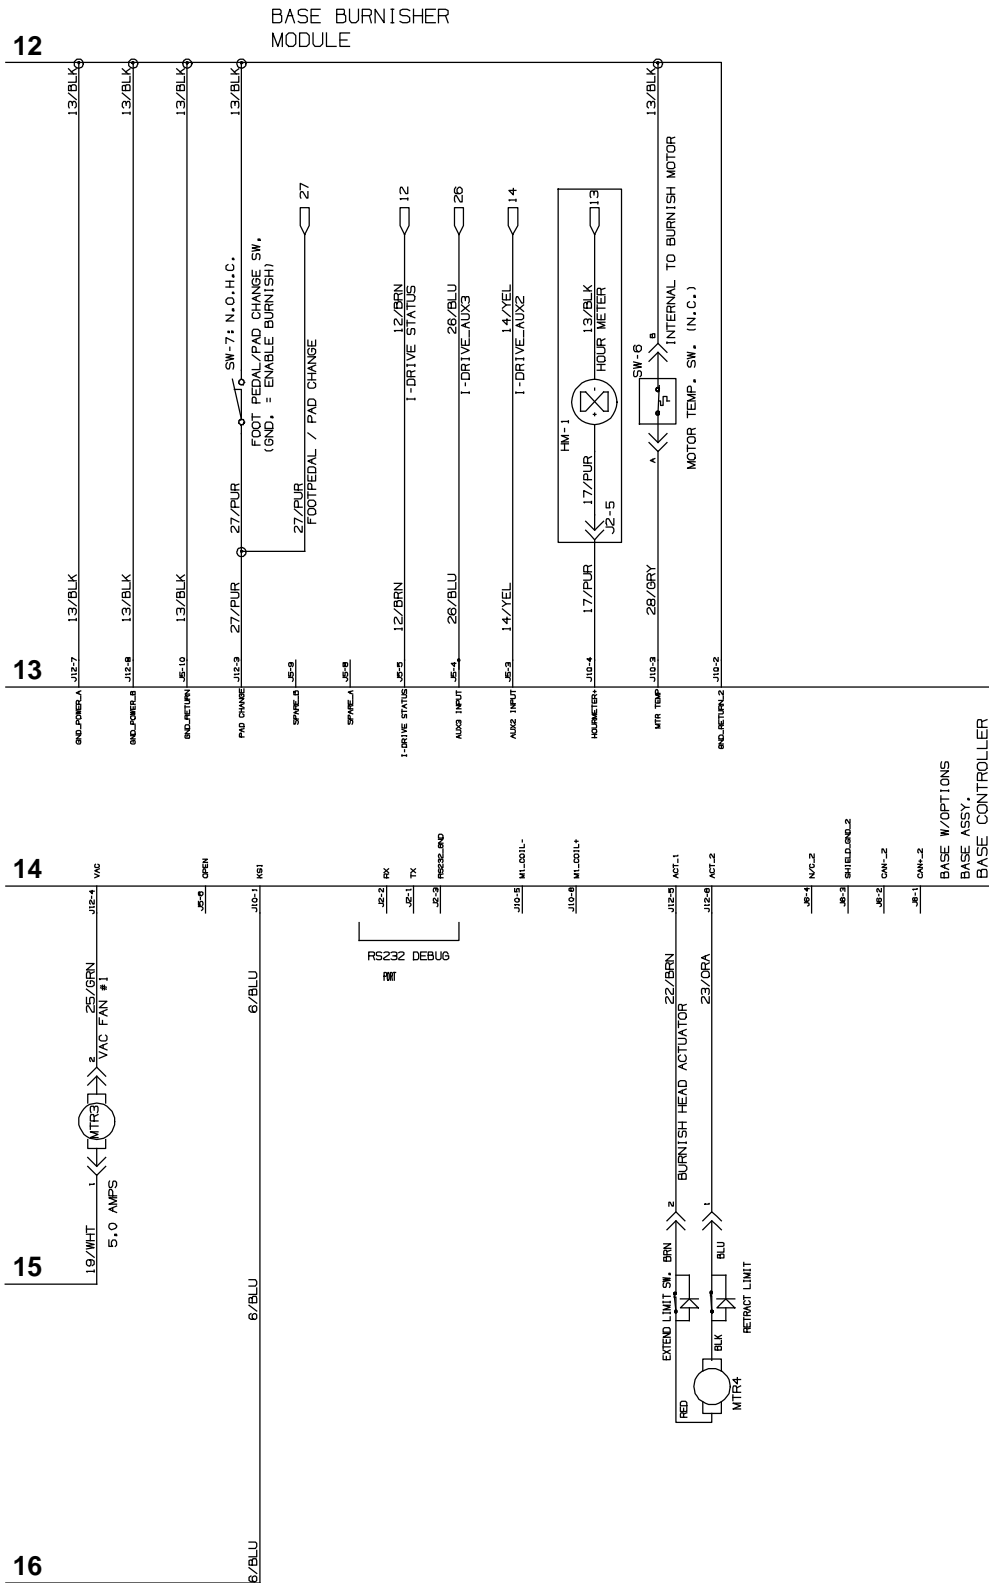 BASE BURNISHER
MODULE
12
13/BLK
13/BLK
13/BLK
13/BLK
13/BLK
SW-7: N.O.H.C.
FOOT PEDAL/PAD CHANGE SW.
(GND. = ENABLE BURNISH)
27
12
26
14
13
27/PUR
27/PUR
FOOTPEDAL / PAD CHANGE
12/BRN
I-DRIVE STATUS
26/BLU
I-DRIVE_AUX3
14/YEL
I-DRIVE_AUX2
13/BLK
HOUR METER
HM-1
+
-
17/PUR
J2-5
INTERNAL TO BURNISH MOTOR
B
SW-6
A
MOTOR TEMP. SW. (N.C.)
13/BLK
13/BLK
13/BLK
27/PUR
12/BRN
26/BLU
14/YEL
17/PUR
28/GRY
13
J12-7
J12-8
J5-10
J12-3
J5-9
J5-8
J5-5
J5-4
J5-3
J10-4
J10-3
J10-2
GND_POWER_A
GND_POWER_B
GND_RETURN
PAD CHANGE
SPARE_B
SPARE_A
I-DRIVE STATUS
AUX3 INPUT
AUX2 INPUT
HOURMETER+
MTR TEMP
GND_RETURN_2
BASE W/OPTIONS
BASE ASSY.
BASE CONTROLLER
14
VAC
OPEN
KSI
RX
TX
RS232_GND
M1_COIL-
M1_COIL+
ACT_1
ACT_2
N/C_2
SHIELD_GND_2
CAN-_2
CAN+_2
J12-4
J5-6
J10-1
J2-2
J2-1
J2-3
J10-5
J10-6
J12-5
J12-6
J6-4
J6-3
J6-2
J6-1
RS232 DEBUG
PORT
25/GRN
VAC FAN #1
2
MTR3
1
5.0 AMPS
19/WHT
6/BLU
22/BRN
23/ORA
BURNISH HEAD ACTUATOR
2
1
BRN
BLU
EXTEND LIMIT SW.
RETRACT LIMIT
BLK
RED
MTR4
15
6/BLU
16
6/BLU